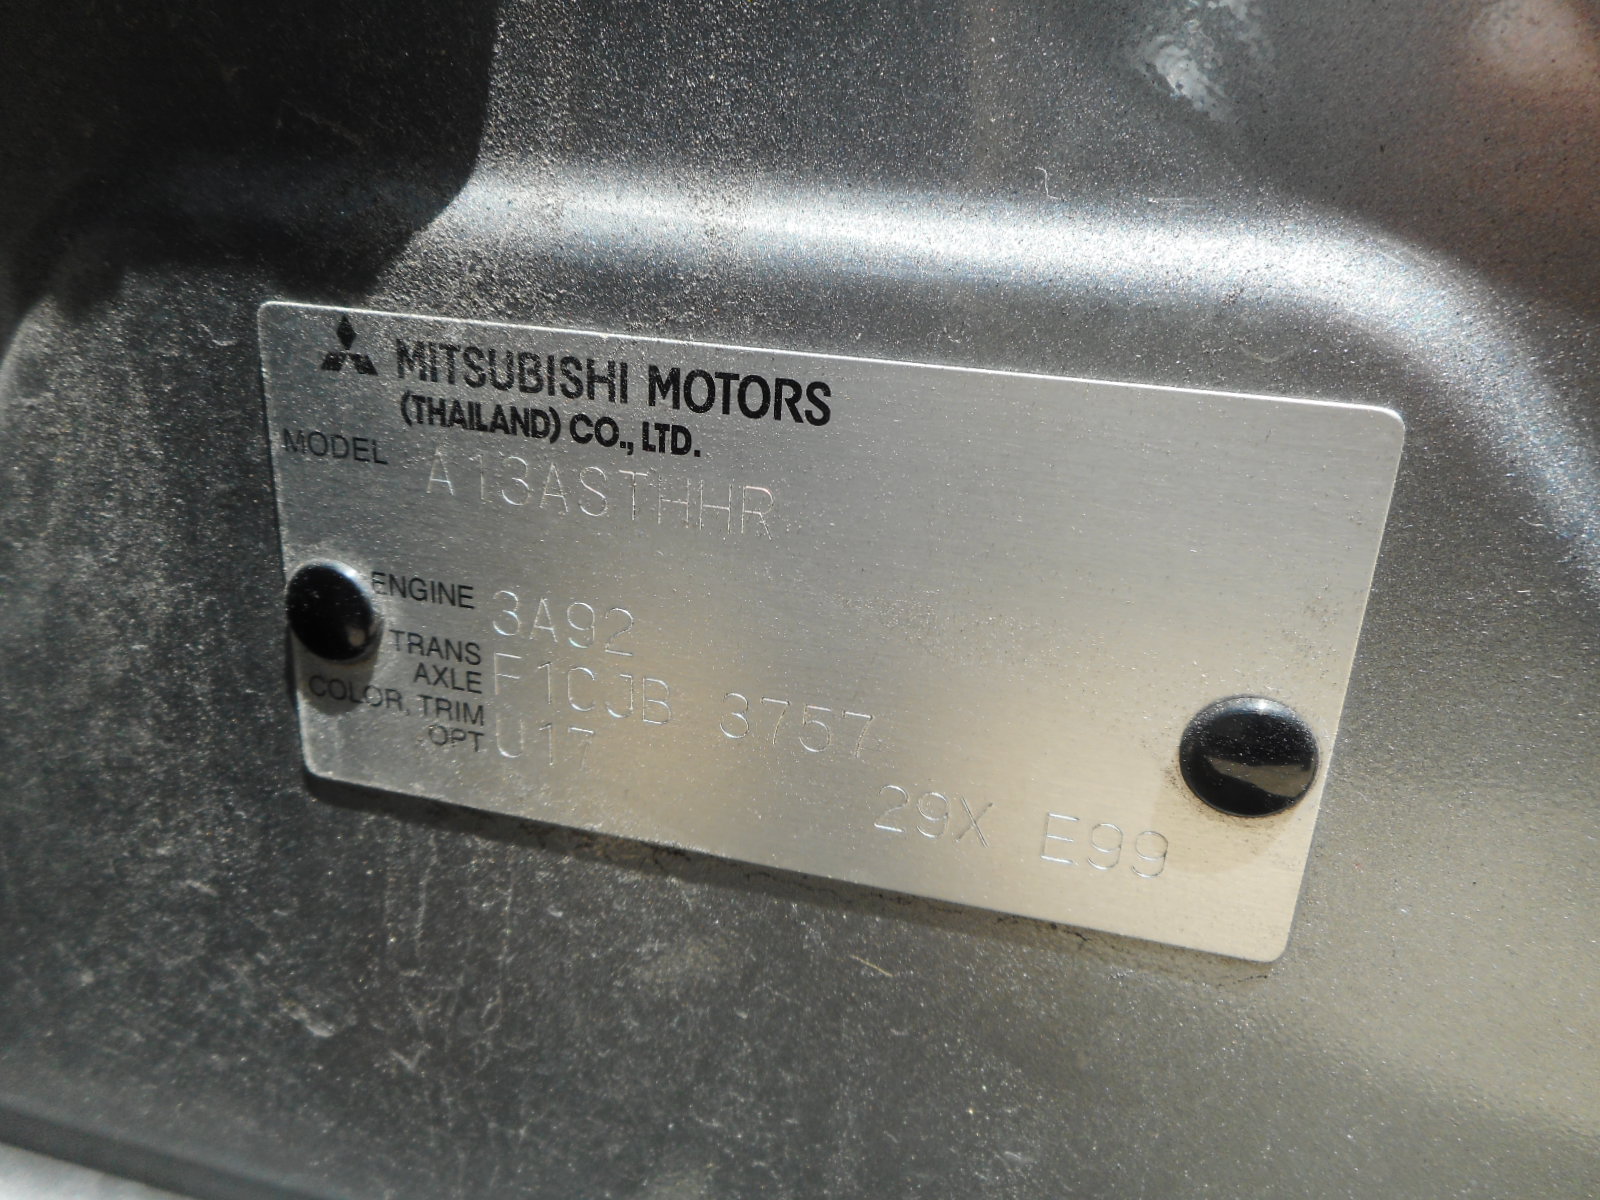 MITSUBISHI MOTORS
(THAILAND) CO., LTD.
MODEL A13ASTHHR
ENGINE 3A92
TRANS
AXLE F1CJB 3757
COLOR, TRIM
OPT U17
29X E99